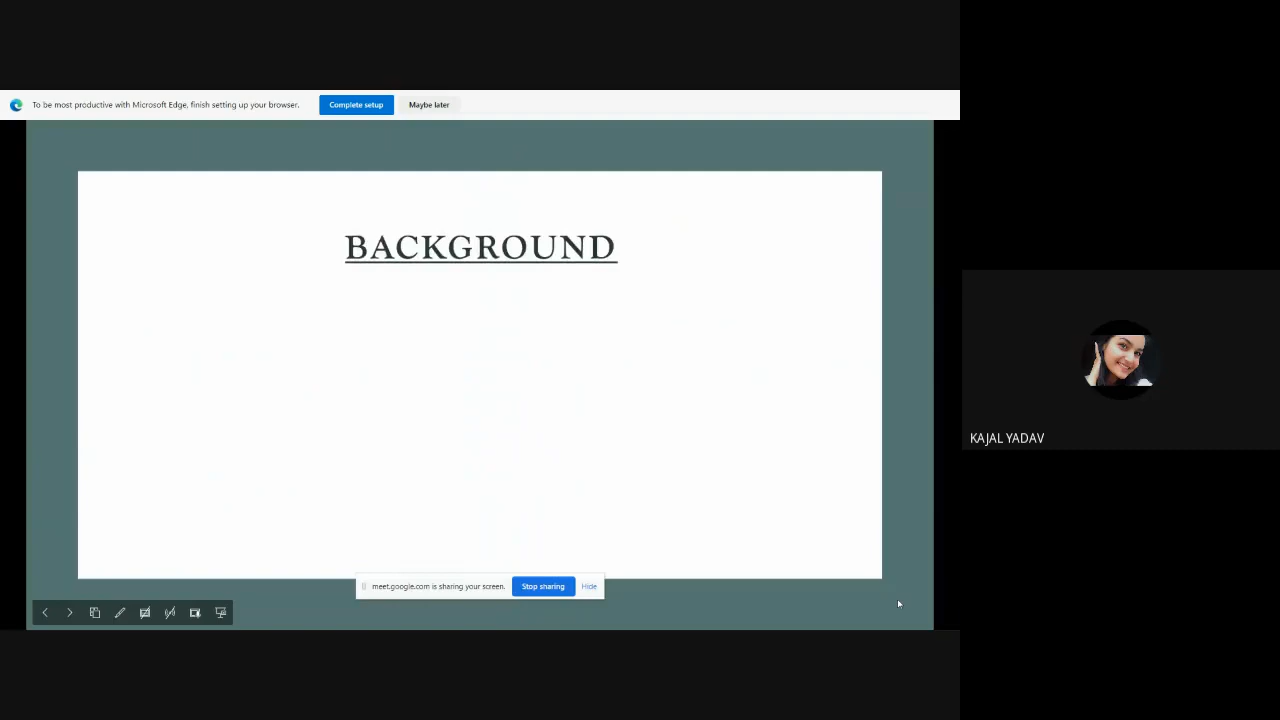 To be most productive with Microsoft Edge, finish setting up your browser. Complete setup Maybe later
BACKGROUND
KAJAL YADAV
meet.google.com is sharing your screen. Stop sharing Hide